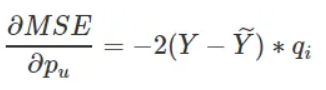 ∂MSE/∂p_u = −2(Y − Ỹ) * q_i